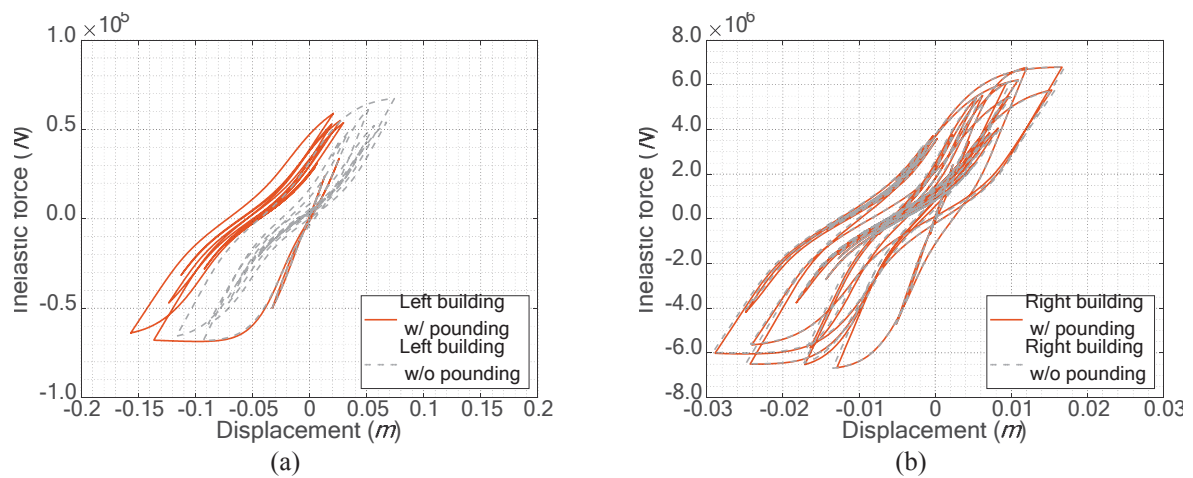 1.0 ×10⁵
0.5
0.0
-0.5
-1.0
-0.2 -0.15 -0.1 -0.05 0 0.05 0.1 0.15 0.2
Inelastic force (N)
Displacement (m)
Left building
w/ pounding
Left building
w/o pounding
(a)
8.0 ×10⁶
6.0
4.0
2.0
0.0
-2.0
-4.0
-6.0
-8.0
-0.03 -0.02 -0.01 0 0.01 0.02 0.03
Inelastic force (N)
Displacement (m)
Right building
w/ pounding
Right building
w/o pounding
(b)